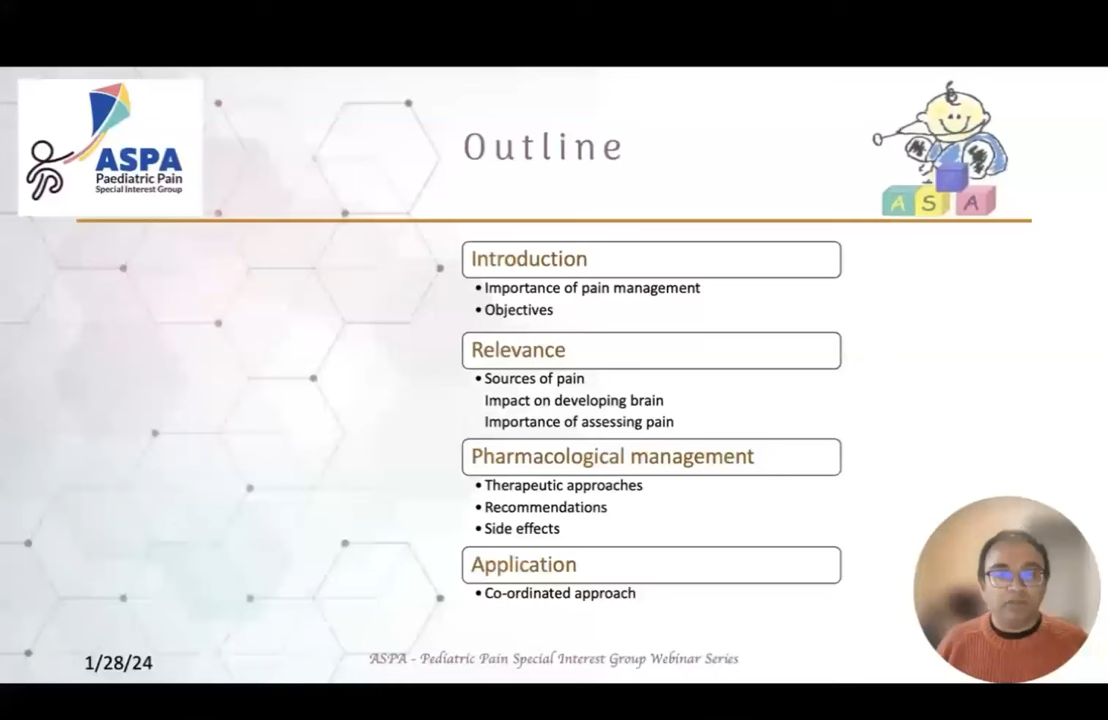 ASPA
Paediatric Pain
Special Interest Group
Outline
A S A
Introduction
• Importance of pain management
• Objectives
Relevance
• Sources of pain
Impact on developing brain
Importance of assessing pain
Pharmacological management
• Therapeutic approaches
• Recommendations
• Side effects
Application
• Co-ordinated approach
1/28/24
ASPA - Pediatric Pain Special Interest Group Webinar Series